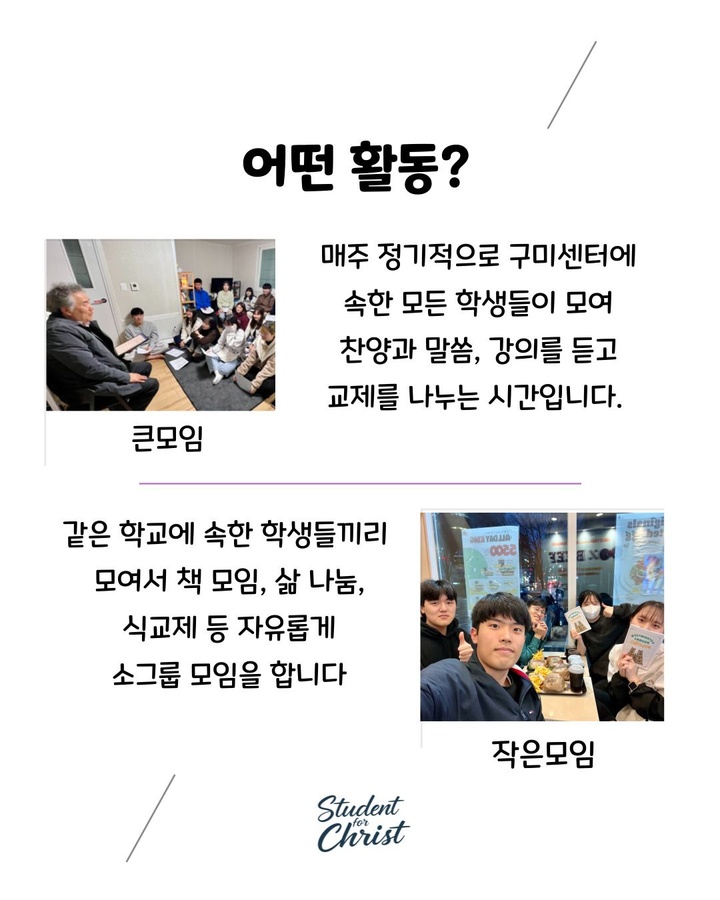 어떤 활동?
매주 정기적으로 구미센터에
속한 모든 학생들이 모여
찬양과 말씀, 강의를 듣고
교제를 나누는 시간입니다.
큰모임
같은 학교에 속한 학생들끼리
모여서 책 모임, 삶 나눔,
식교제 등 자유롭게
소그룹 모임을 합니다
ALL DAY KING
5500
작은모임
Student
for
Christ